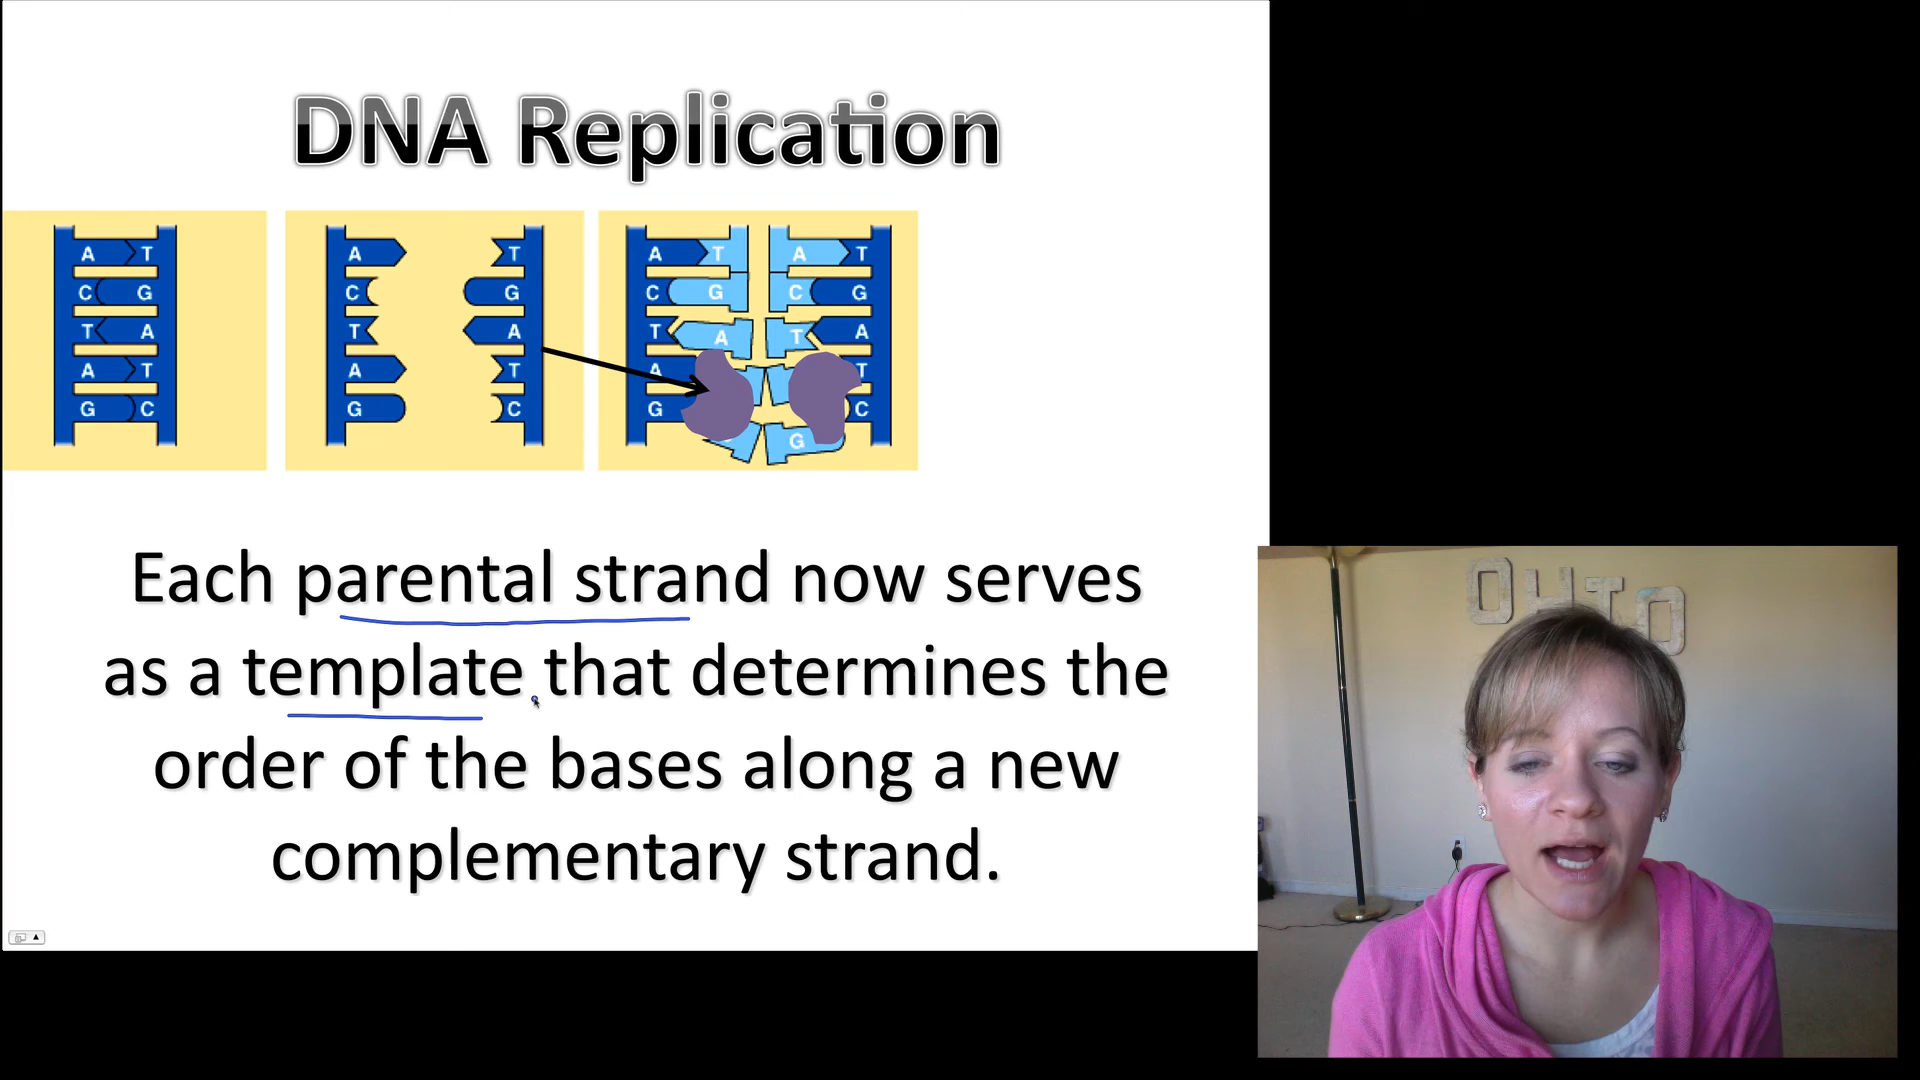 DNA Replication
A T A T A T A T
C G C G C G C G
T A T A T A T A
A T A T A T
G C G C G C
G
Each parental strand now serves
as a template that determines the
order of the bases along a new
complementary strand.
OHIO